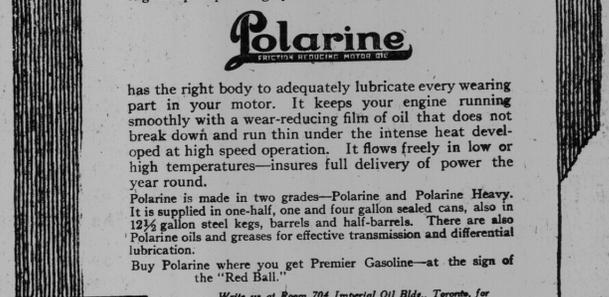 Polarine
FRICTION REDUCING MOTOR OIL
has the right body to adequately lubricate every wearing
part in your motor. It keeps your engine running
smoothly with a wear-reducing film of oil that does not
break down and run thin under the intense heat devel-
oped at high speed operation. It flows freely in low or
high temperatures—insures full delivery of power the
year round.
Polarine is made in two grades—Polarine and Polarine Heavy.
It is supplied in one-half, one and four gallon sealed cans, also in
12½ gallon steel kegs, barrels and half-barrels. There are also
Polarine oils and greases for effective transmission and differential
lubrication.
Buy Polarine where you get Premier Gasoline—at the sign of
the "Red Ball."
Write us at Room 704 Imperial Oil Bldg., Toronto, for